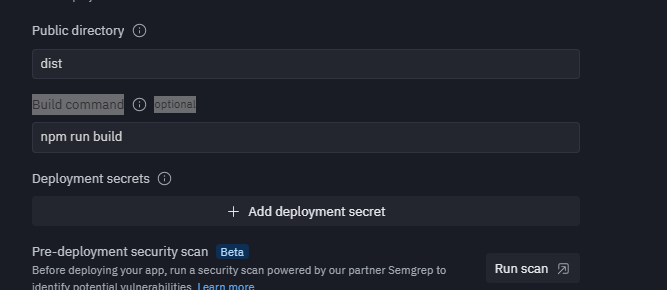 Public directory
dist
Build command optional
npm run build
Deployment secrets
+ Add deployment secret
Pre-deployment security scan Beta
Before deploying your app, run a security scan powered by our partner Semgrep to
identify potential vulnerabilities. Learn more
Run scan